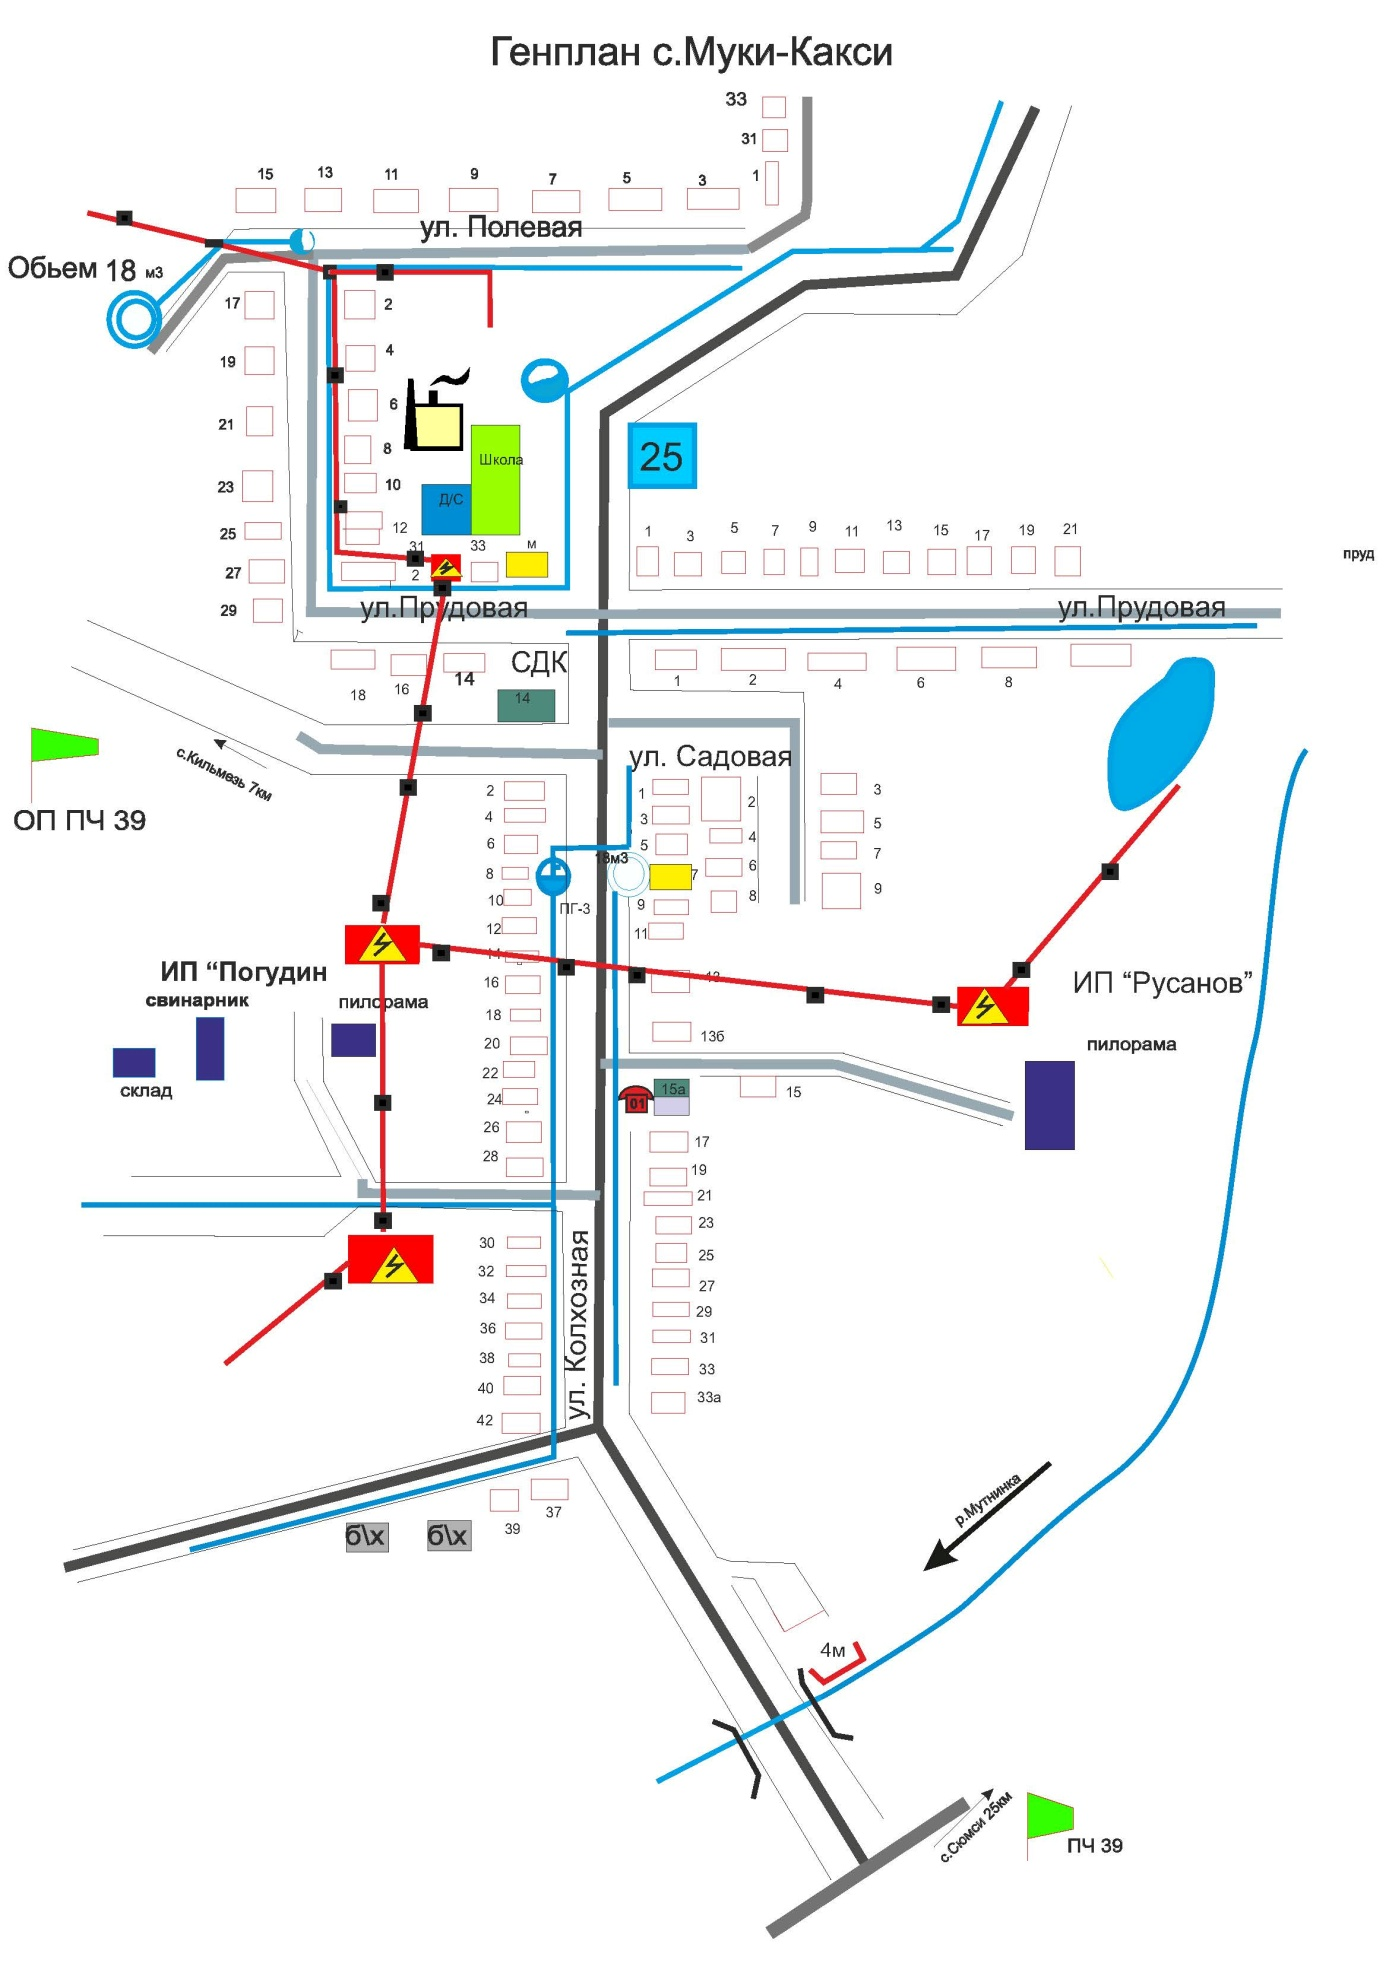 Генплан с.Муки-Какси
33
31
15 13 11 9 7 5 3 1
ул. Полевая
Обьем 18 м3
17 2
19 4
6
21
8
Школа
25
23 10
Д/С
25 12
31 33 м
27 2
29
1 3 5 7 9 11 13 15 17 19 21
пруд
ул.Прудовая
ул.Прудовая
18 16 14
СДК
14
1 2 4 6 8
с.Кильмезь 7км
ОП ПЧ 39
ул. Садовая
2
4
6
8
10
12
14
16
18
20
22
24
26
28
1
3
5
7
9
11
13
13б
2
4
6
8
3
5
7
9
18м3
ПГ-3
ИП “Погудин
свинарник
пилорама
склад
ИП “Русанов”
пилорама
01
15а
15
17
19
21
23
25
27
29
31
33
33а
30
32
34
36
38
40
42
ул. Колхозная
37
39
б\х б\х
р.Мутнинка
4м
с.Сюмси 25км
ПЧ 39